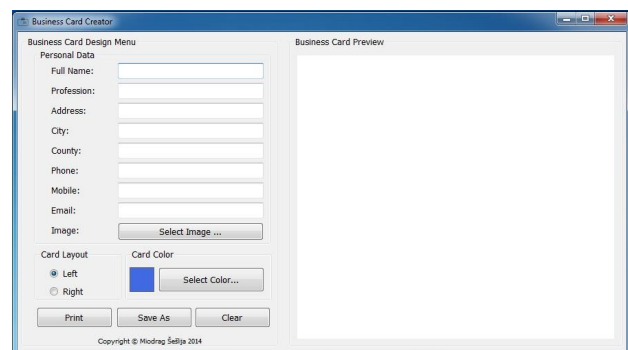 Business Card Creator
Business Card Design Menu
Personal Data
Full Name:
Profession:
Address:
City:
County:
Phone:
Mobile:
Email:
Image:
Select Image ...
Card Layout
Left
Right
Card Color
Select Color...
Print
Save As
Clear
Copyright © Miodrag Šešlija 2014
Business Card Preview